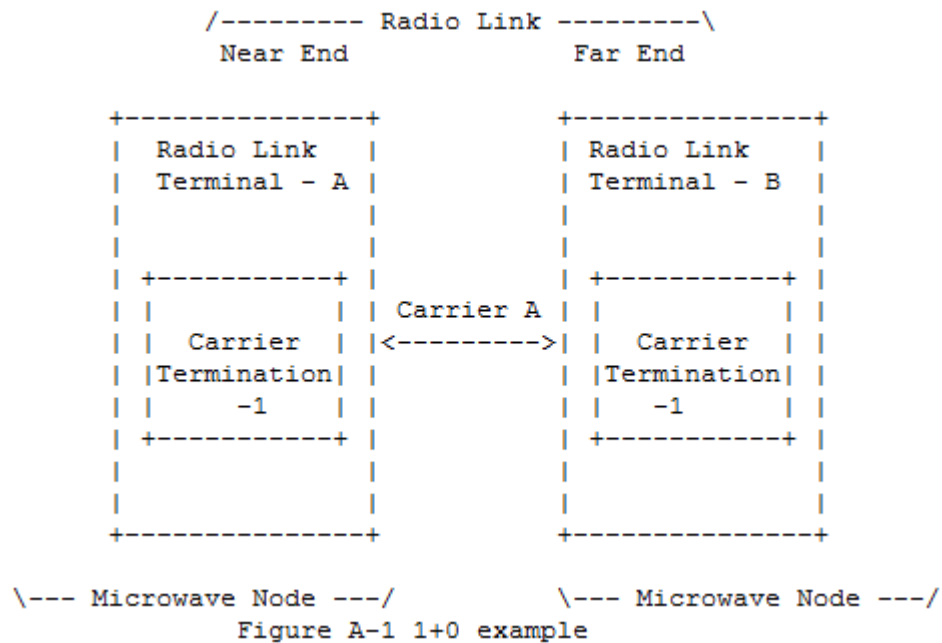 /--------- Radio Link ---------\
Near End Far End
+---------------+ +---------------+
| Radio Link | | Radio Link |
| Terminal - A | | Terminal - B |
| | | |
| | | |
| +-----------+ | | +-----------+ |
| | | | Carrier A | | | |
| | Carrier | |<--------->| | Carrier | |
| |Termination| | | |Termination| |
| | -1 | | | | -1 | |
| +-----------+ | | +-----------+ |
| | | |
| | | |
+---------------+ +---------------+
\--- Microwave Node ---/ \--- Microwave Node ---/
Figure A-1 1+0 example